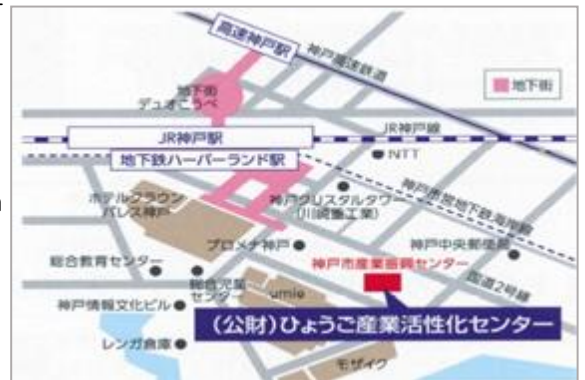 高速神戸駅
神戸高速鉄道
地下街
デュオこうべ
地下街
JR神戸駅
JR神戸線
地下鉄ハーバーランド駅
NTT
ホテルクラウン
パレス神戸
神戸クリスタルタワー
(川崎重工業)
神戸市営地下鉄海岸線
プロメナ神戸
神戸中央郵便局
総合教育センター
神戸市産業振興センター
総合児童
センター
umie
国道2号線
神戸情報文化ビル
(公財)ひょうご産業活性化センター
レンガ倉庫
モザイク